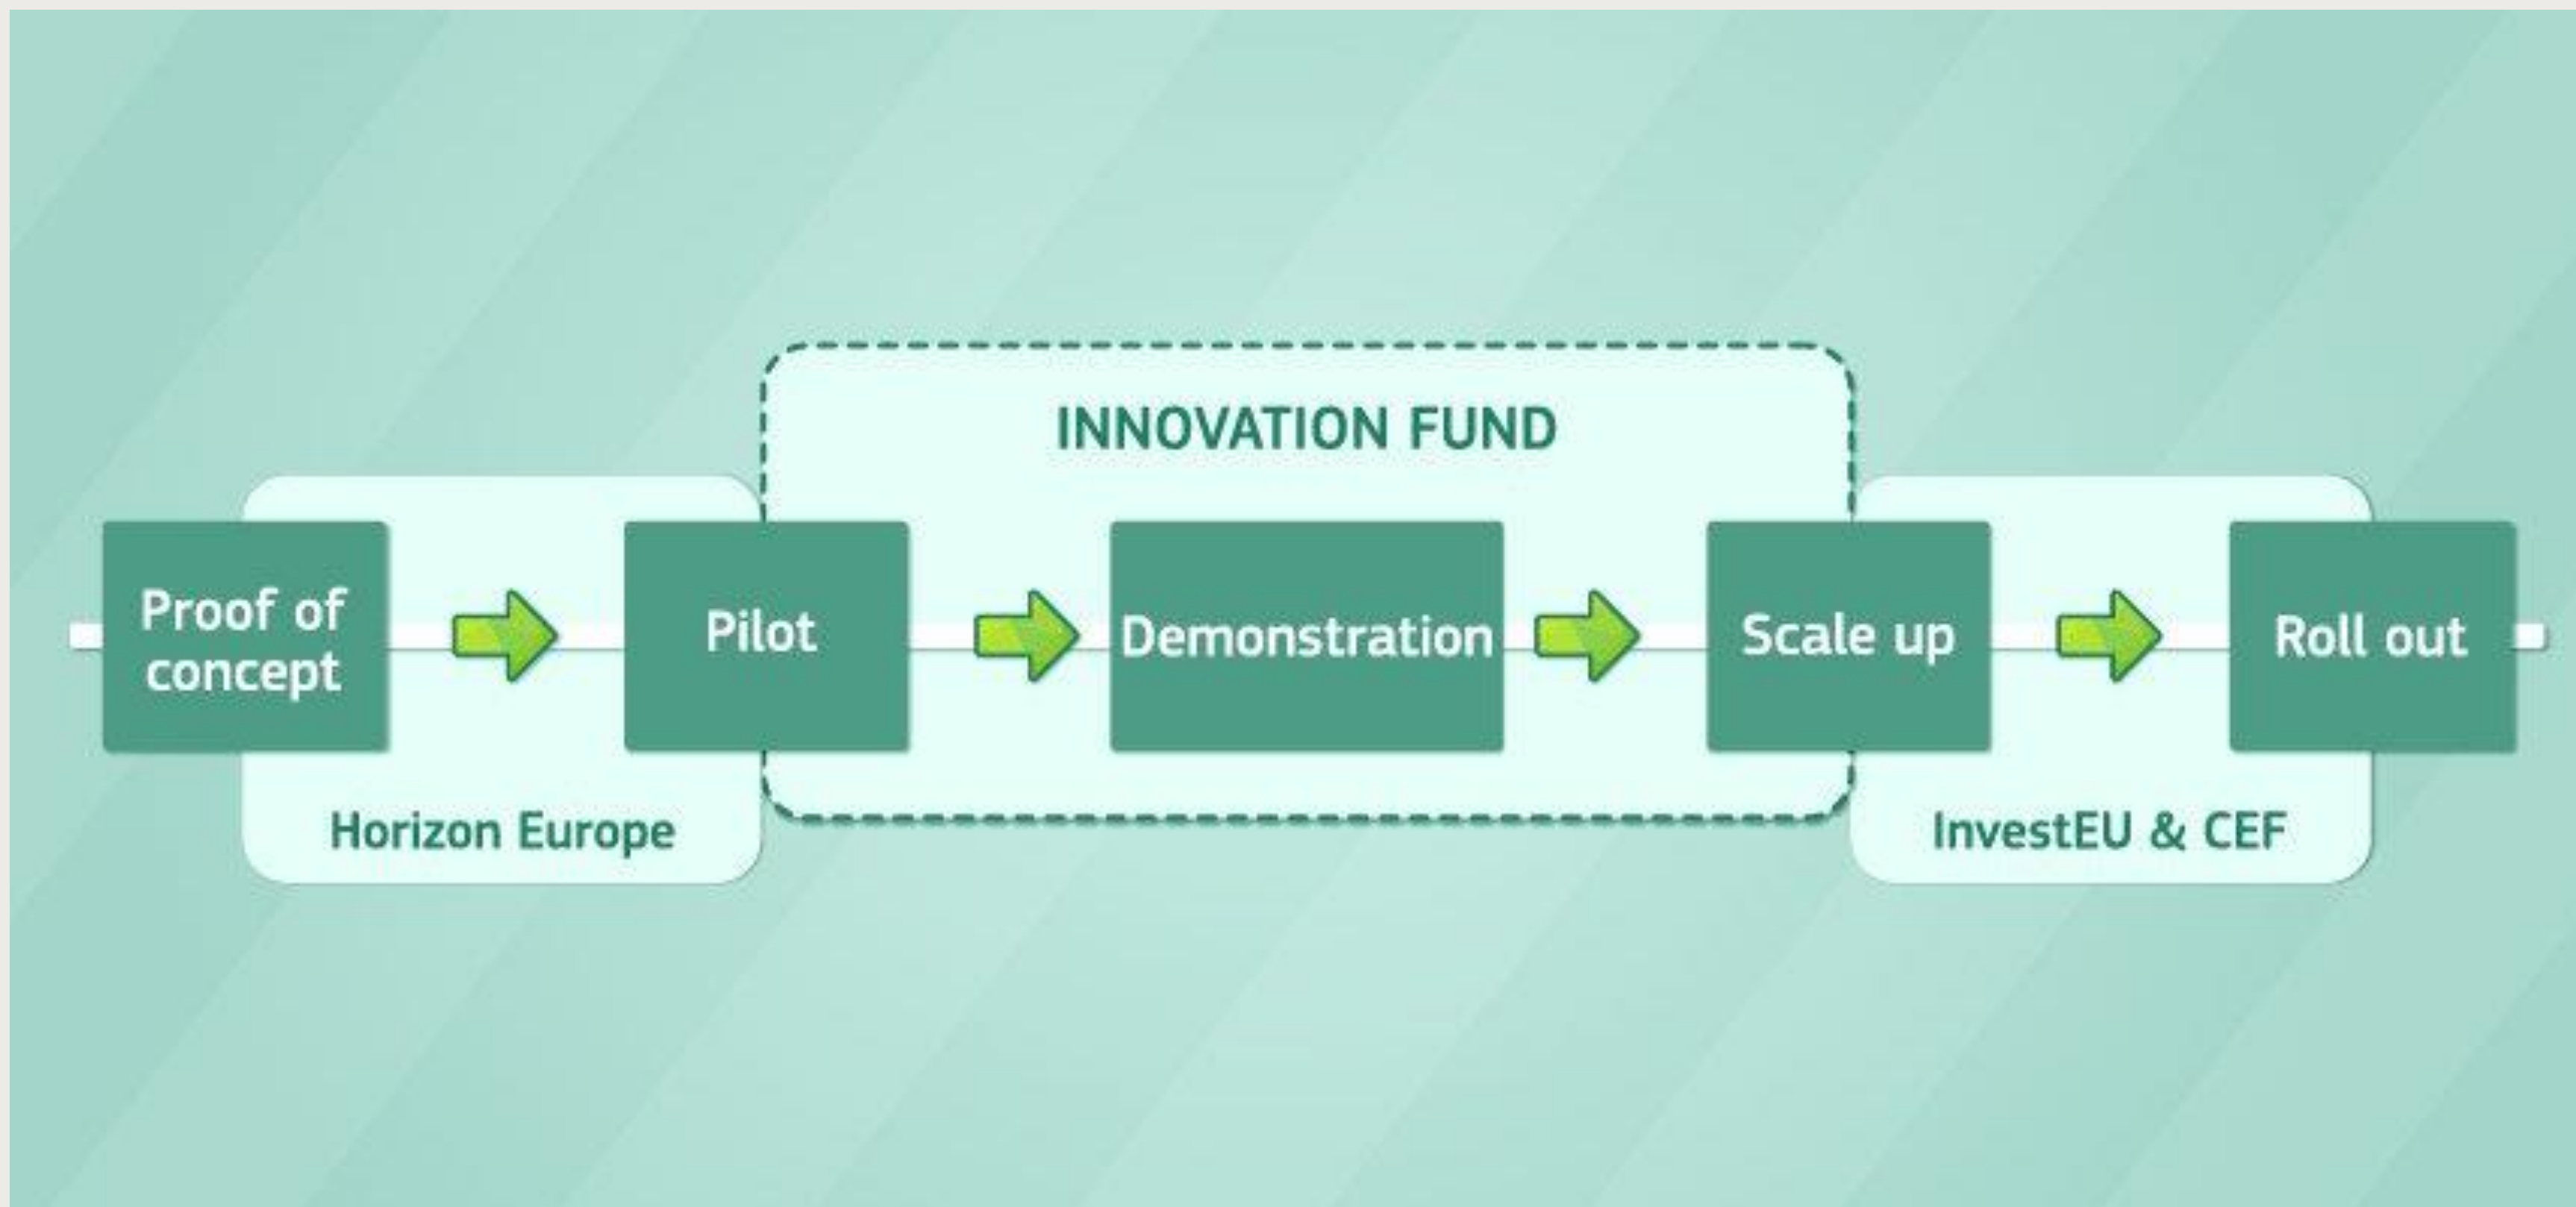 INNOVATION FUND
Proof of
concept
Pilot
Demonstration
Scale up
Roll out
Horizon Europe
InvestEU & CEF